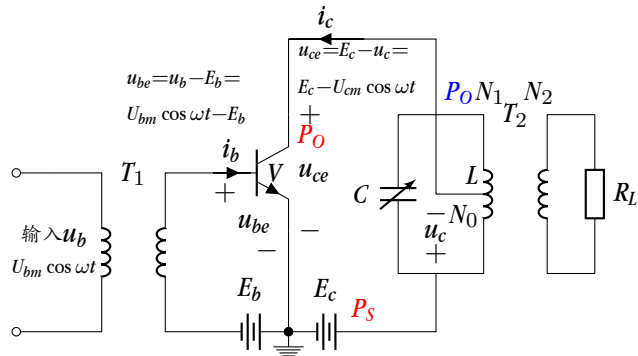 i_c
u_ce=E_c−u_c=
E_c−U_cm cos ωt
u_be=u_b−E_b=
U_bm cos ωt−E_b
+
P_O
P_O N_1 N_2
T_2
T_1
i_b
+
V
u_ce
C
L
R_L
u_be
−
−
−
N_0
u_c
+
输入u_b
U_bm cos ωt
E_b
E_c
P_S